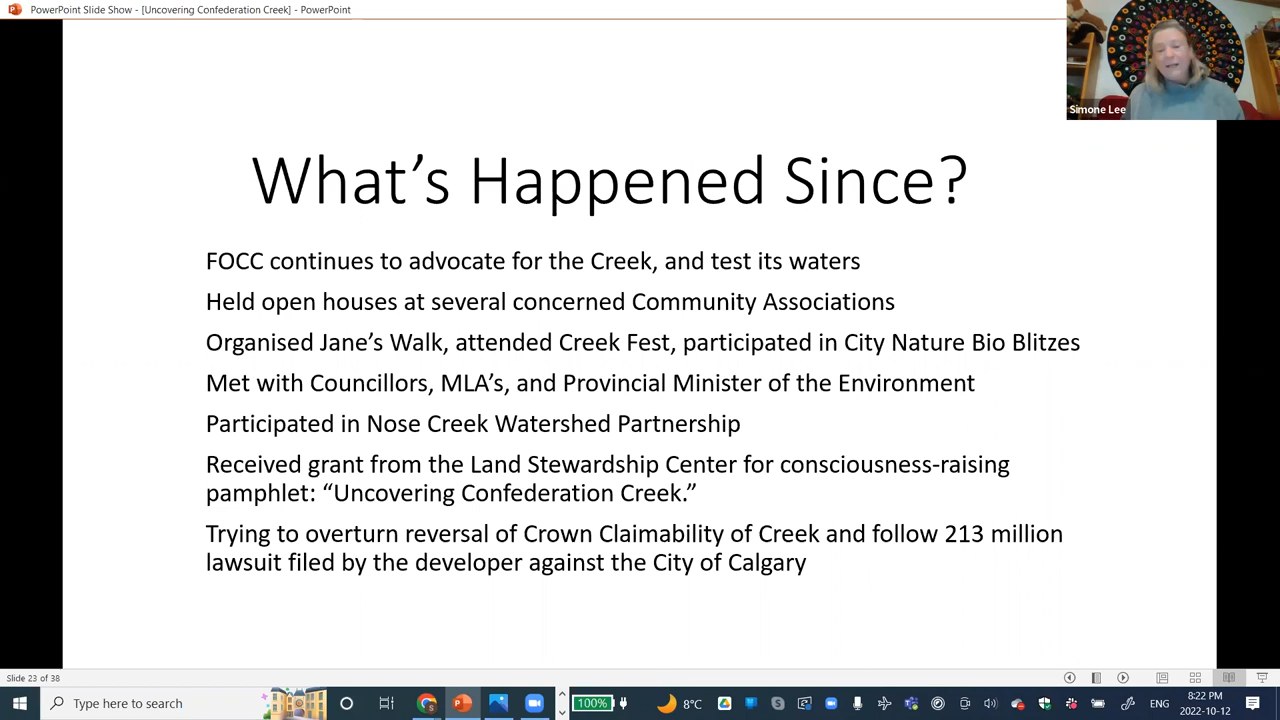 PowerPoint Slide Show - [Uncovering Confederation Creek] - PowerPoint
Simone Lee
What's Happened Since?
FOCC continues to advocate for the Creek, and test its waters
Held open houses at several concerned Community Associations
Organised Jane's Walk, attended Creek Fest, participated in City Nature Bio Blitzes
Met with Councillors, MLA's, and Provincial Minister of the Environment
Participated in Nose Creek Watershed Partnership
Received grant from the Land Stewardship Center for consciousness-raising
pamphlet: “Uncovering Confederation Creek.”
Trying to overturn reversal of Crown Claimability of Creek and follow 213 million
lawsuit filed by the developer against the City of Calgary
Slide 23 of 38
Type here to search
100%
8°C
ENG
8:22 PM
2022-10-12